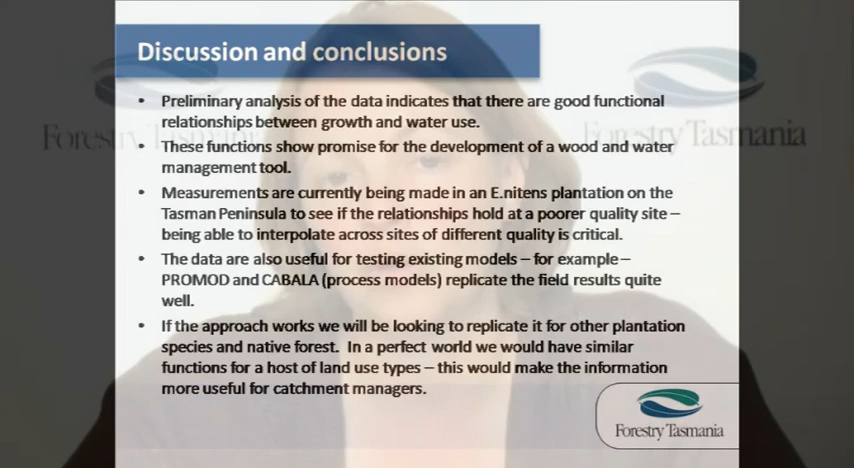 Discussion and conclusions
• Preliminary analysis of the data indicates that there are good functional
relationships between growth and water use.
• These functions show promise for the development of a wood and water
management tool.
• Measurements are currently being made in an E.nitens plantation on the
Tasman Peninsula to see if the relationships hold at a poorer quality site –
being able to interpolate across sites of different quality is critical.
• The data are also useful for testing existing models – for example –
PROMOD and CABALA (process models) replicate the field results quite
well.
• If the approach works we will be looking to replicate it for other plantation
species and native forest. In a perfect world we would have similar
functions for a host of land use types – this would make the information
more useful for catchment managers.
Forestry Tasmania
Forestry Tasmania
Forestry Tasmania